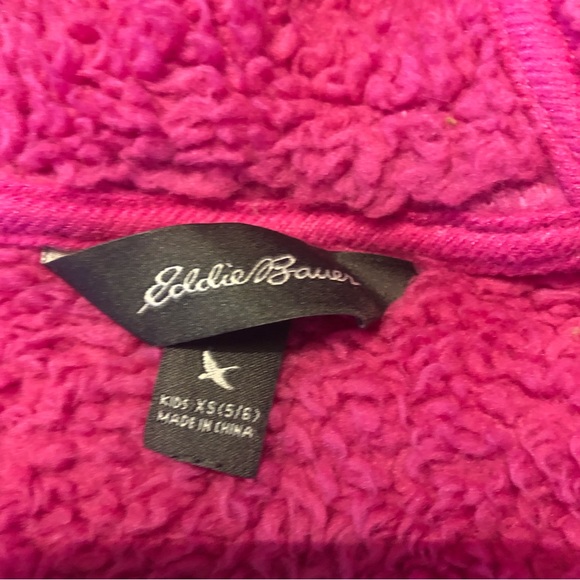 Eddie Bauer
KIDS XS(5/6)
MADE IN CHINA